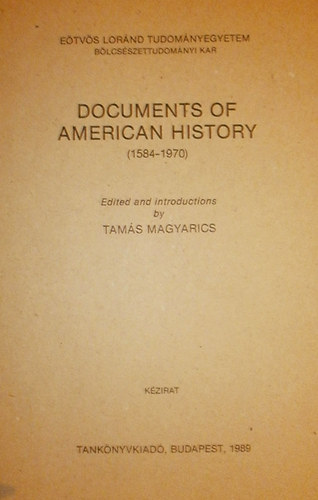 EÖTVÖS LORÁND TUDOMÁNYEGYETEM
BÖLCSÉSZETTUDOMÁNYI KAR
DOCUMENTS OF
AMERICAN HISTORY
(1584-1970)
Edited and introductions
by
TAMÁS MAGYARICS
KÉZIRAT
TANKÖNYVKIADÓ, BUDAPEST, 1989